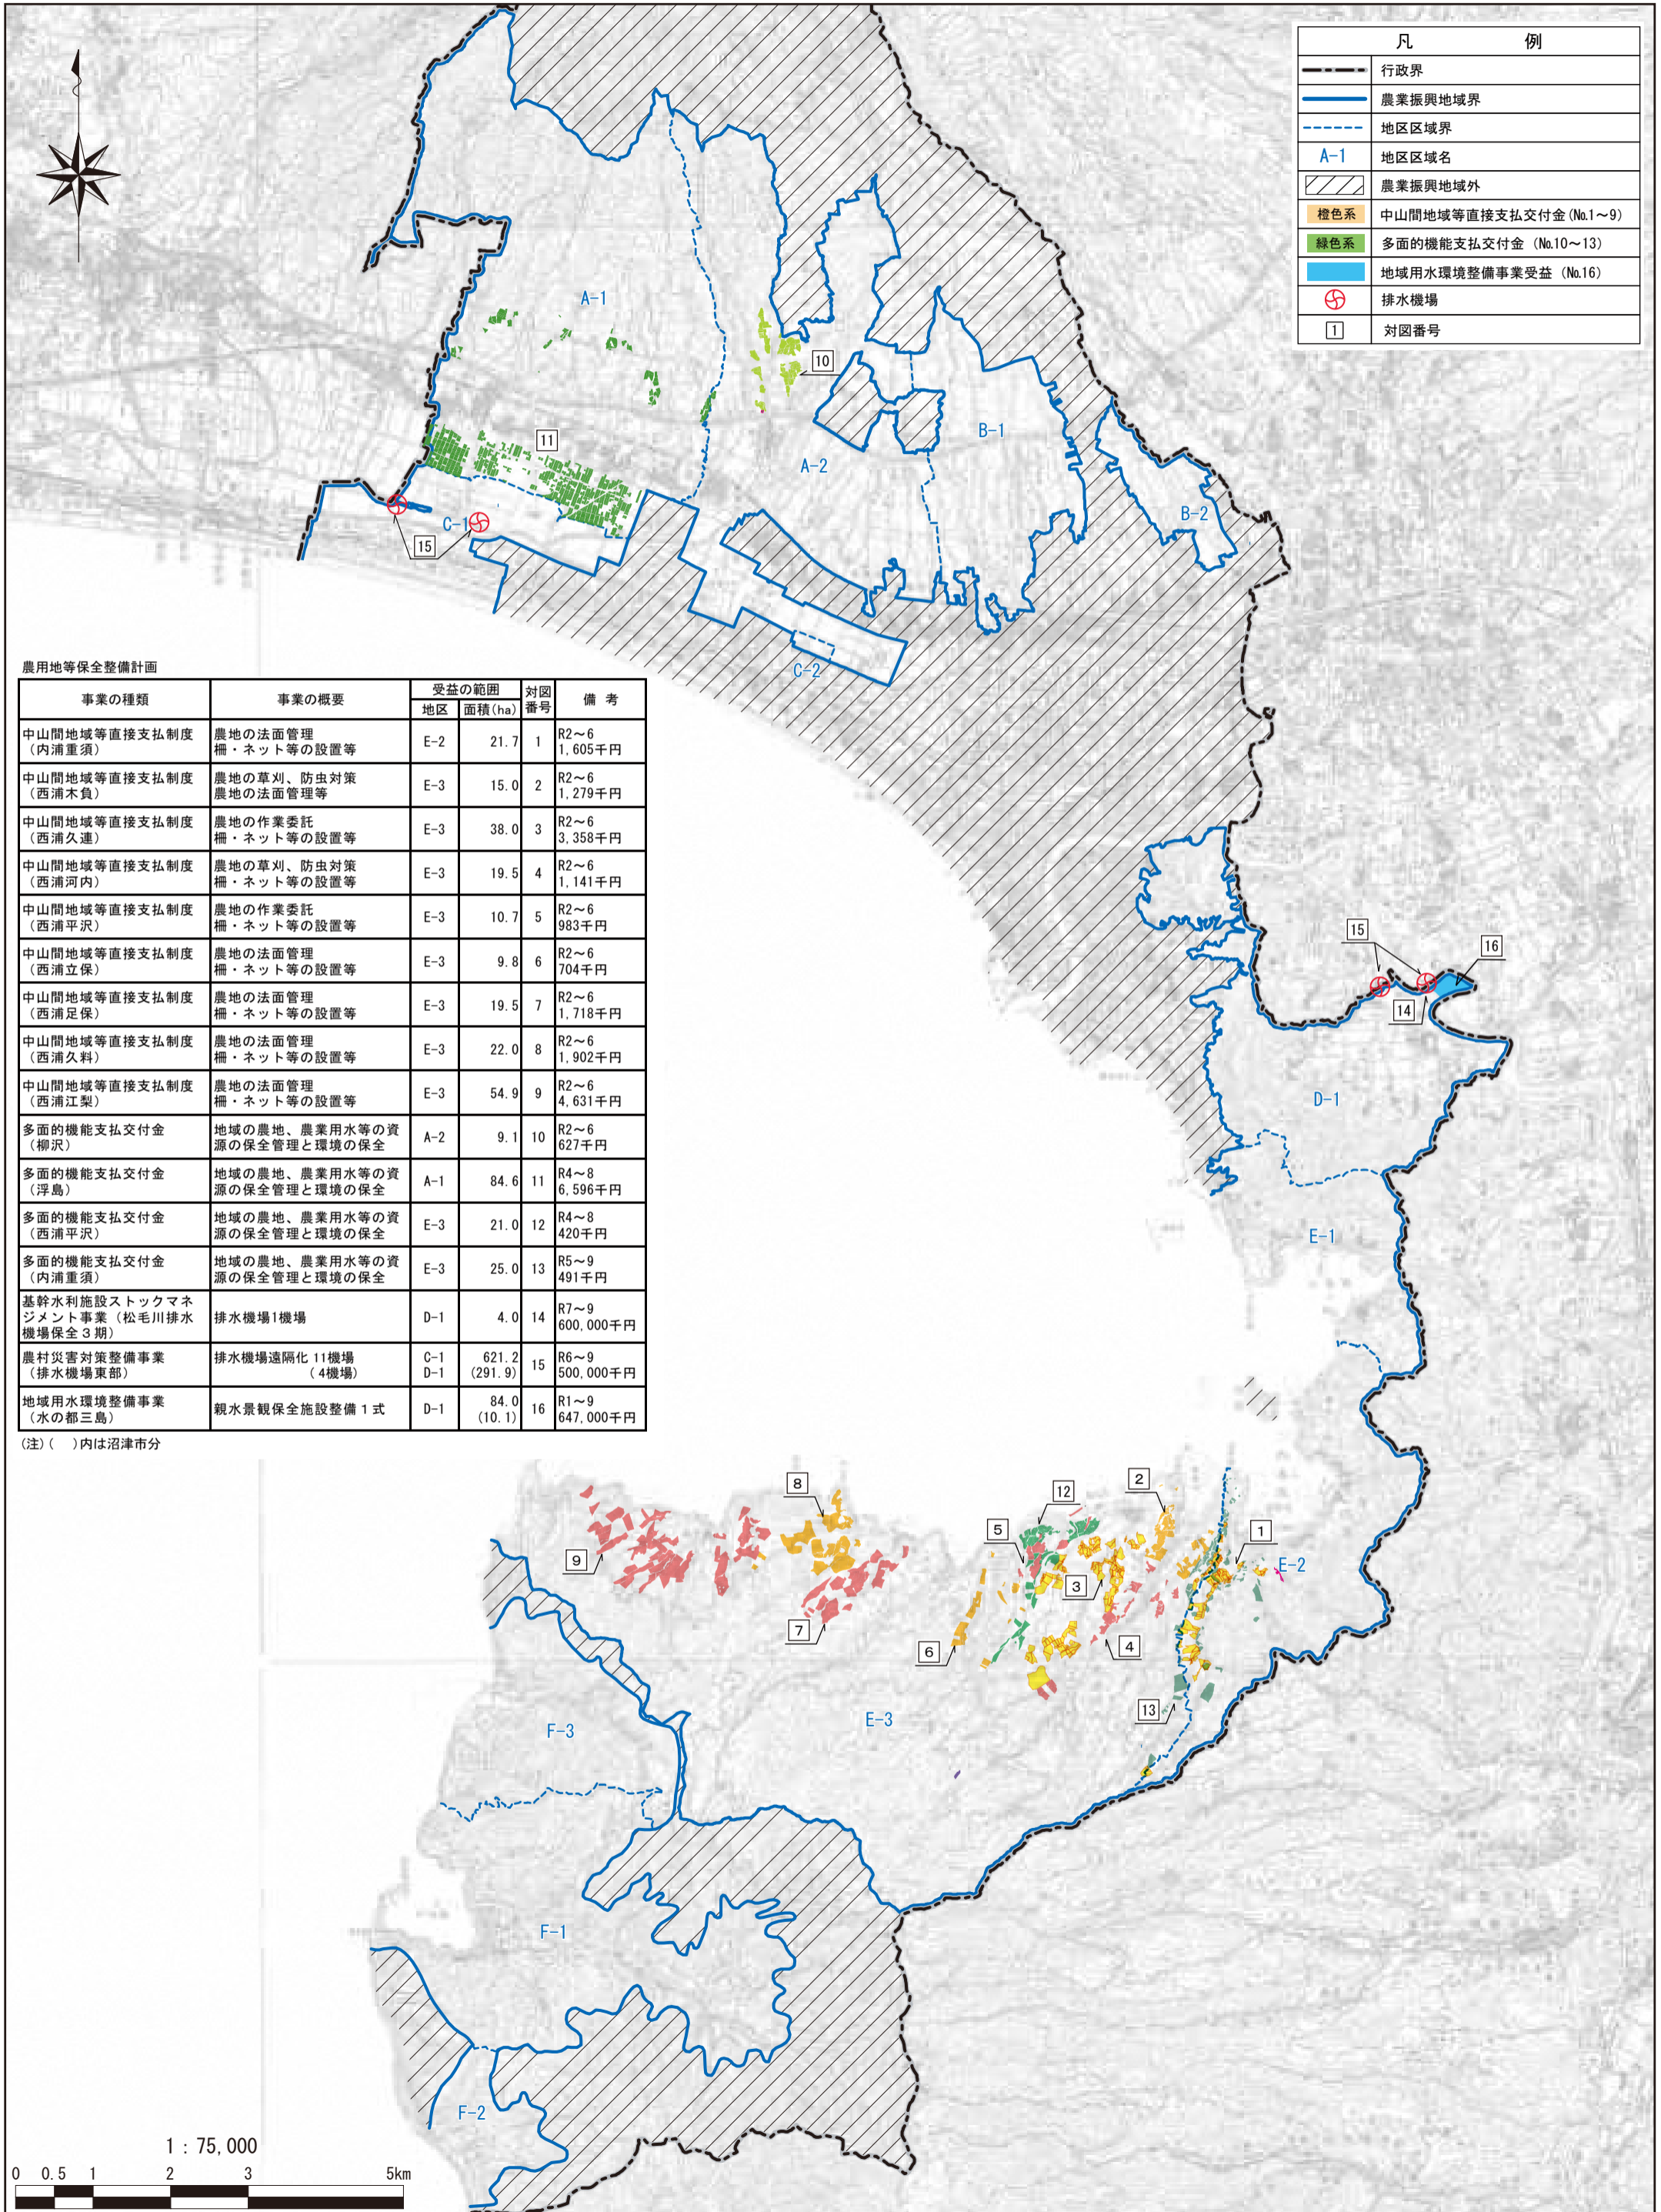 凡 例
行政界
農業振興地域界
地区区域界
A-1 地区区域名
農業振興地域外
橙色系 中山間地域等直接支払交付金(No.1～9)
緑色系 多面的機能支払交付金 (No.10～13)
地域用水環境整備事業受益 (No.16)
排水機場
1 対図番号
A-1
10
B-1
11
A-2
B-2
C-1
15
C-2
農用地等保全整備計画
事業の種類 事業の概要 受益の範囲 対図番号 備考
地区 面積(ha)
中山間地域等直接支払制度 農地の法面管理 E-2 21.7 1 R2～6
(内浦重須) 柵・ネット等の設置等 1,605千円
中山間地域等直接支払制度 農地の草刈、防虫対策 E-3 15.0 2 R2～6
(西浦木負) 農地の法面管理等 1,279千円
中山間地域等直接支払制度 農地の作業委託 E-3 38.0 3 R2～6
(西浦久連) 柵・ネット等の設置等 3,358千円
中山間地域等直接支払制度 農地の草刈、防虫対策 E-3 19.5 4 R2～6
(西浦河内) 柵・ネット等の設置等 1,141千円
中山間地域等直接支払制度 農地の作業委託 E-3 10.7 5 R2～6
(西浦平沢) 柵・ネット等の設置等 983千円
中山間地域等直接支払制度 農地の法面管理 E-3 9.8 6 R2～6
(西浦立保) 柵・ネット等の設置等 704千円
中山間地域等直接支払制度 農地の法面管理 E-3 19.5 7 R2～6
(西浦足保) 柵・ネット等の設置等 1,718千円
中山間地域等直接支払制度 農地の法面管理 E-3 22.0 8 R2～6
(西浦久料) 柵・ネット等の設置等 1,902千円
中山間地域等直接支払制度 農地の法面管理 E-3 54.9 9 R2～6
(西浦江梨) 柵・ネット等の設置等 4,631千円
多面的機能支払交付金 地域の農地、農業用水等の資 A-2 9.1 10 R2～6
(柳沢) 源の保全管理と環境の保全 627千円
多面的機能支払交付金 地域の農地、農業用水等の資 A-1 84.6 11 R4～8
(浮島) 源の保全管理と環境の保全 6,596千円
多面的機能支払交付金 地域の農地、農業用水等の資 E-3 21.0 12 R4～8
(西浦平沢) 源の保全管理と環境の保全 420千円
多面的機能支払交付金 地域の農地、農業用水等の資 E-3 25.0 13 R5～9
(内浦重須) 源の保全管理と環境の保全 491千円
基幹水利施設ストックマネ
ジメント事業(松毛川排水 排水機場1機場 D-1 4.0 14 R7～9
機場保全３期) 600,000千円
農村災害対策整備事業 排水機場遠隔化 11機場 C-1 621.2 15 R6～9
(排水機場東部) (4機場) D-1 (291.9) 500,000千円
地域用水環境整備事業 親水景観保全施設整備１式 D-1 84.0 16 R1～9
(水の都三島) (10.1) 647,000千円
(注)( )内は沼津市分
15
16
14
D-1
E-1
8
2
12
5
1
9
E-2
3
7
6
4
13
E-3
F-3
F-1
F-2
1 : 75,000
0 0.5 1 2 3 5km